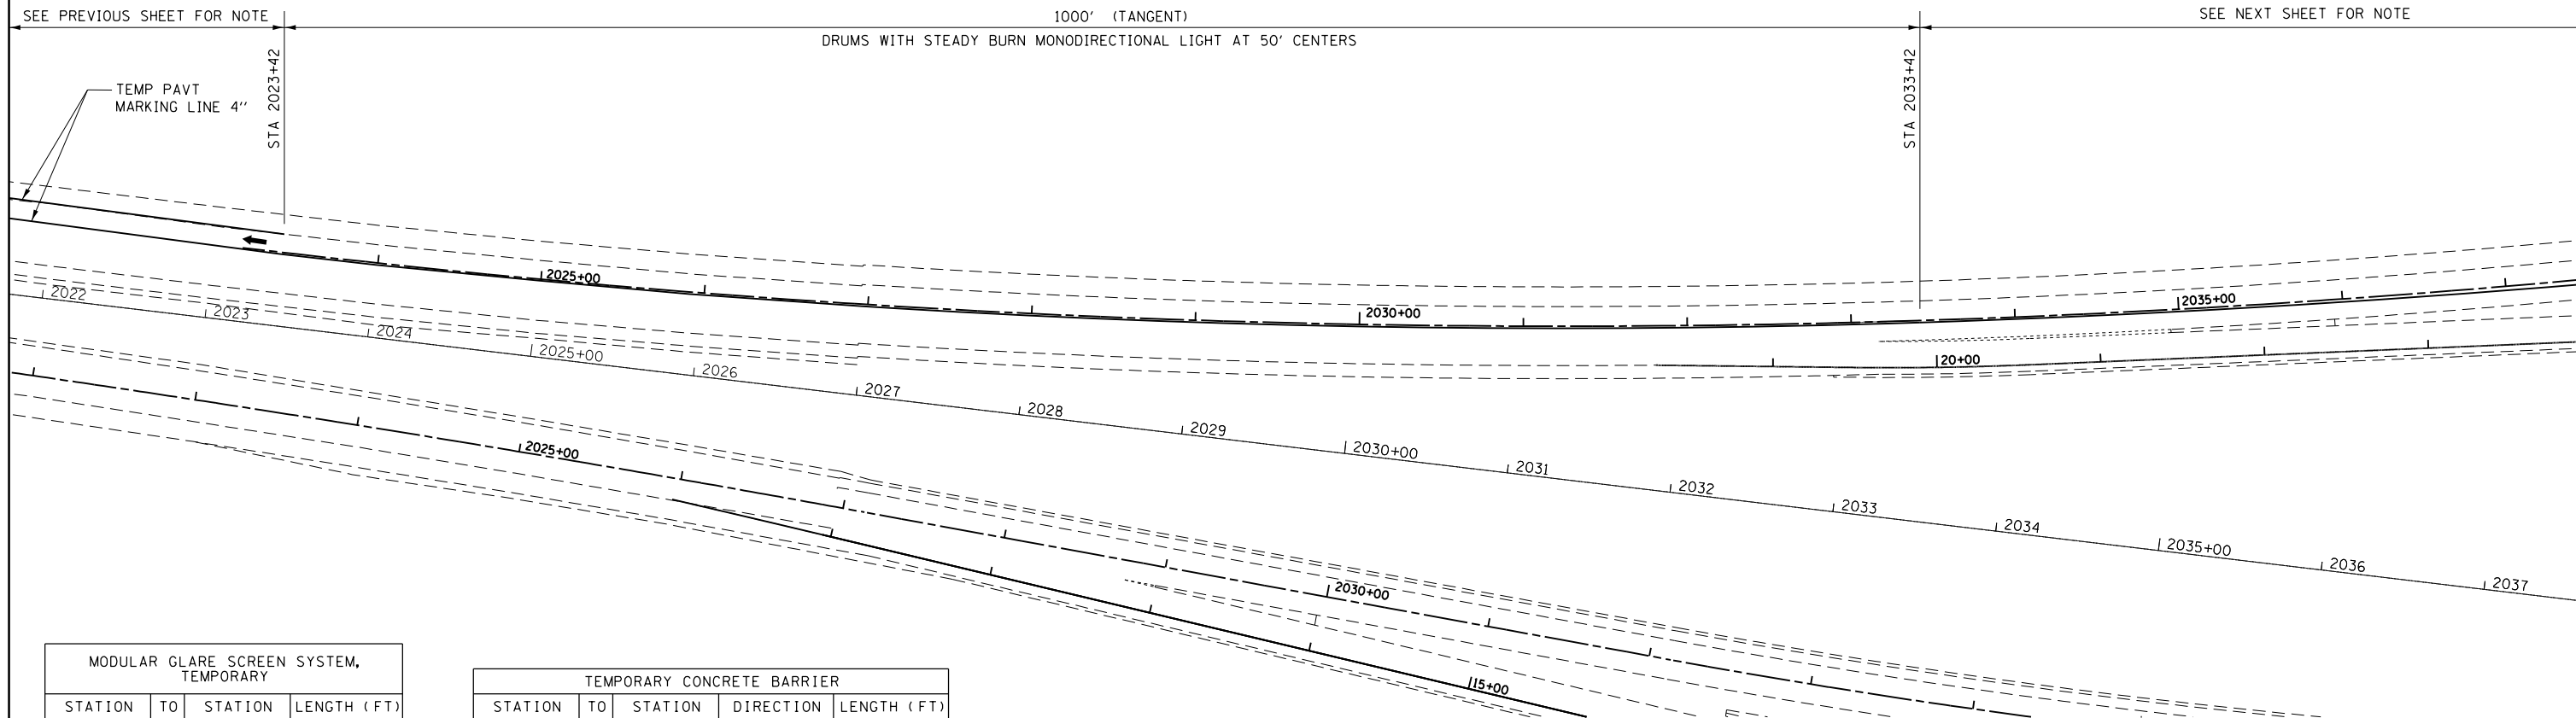 SEE PREVIOUS SHEET FOR NOTE
1000' (TANGENT)
SEE NEXT SHEET FOR NOTE
DRUMS WITH STEADY BURN MONODIRECTIONAL LIGHT AT 50' CENTERS
STA 2023+42
STA 2033+42
TEMP PAVT
MARKING LINE 4''
2025+00
2030+00
2035+00
20+00
2022
2023
2024
2025+00
2026
2027
2028
2029
2030+00
2031
2032
2033
2034
2035+00
2036
2037
2025+00
2030+00
15+00
MODULAR GLARE SCREEN SYSTEM,
TEMPORARY
STATION TO STATION LENGTH (FT)
TEMPORARY CONCRETE BARRIER
STATION TO STATION DIRECTION LENGTH (FT)